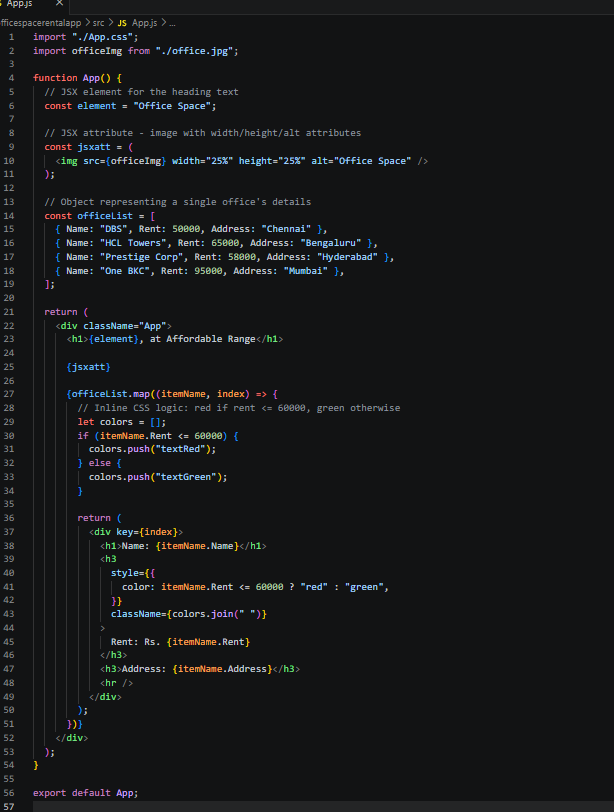 App.js ×
officespacerentalapp > src > JS App.js > ...
1 import "./App.css";
2 import officeImg from "./office.jpg";
3
4 function App() {
5   // JSX element for the heading text
6   const element = "Office Space";
7
8   // JSX attribute - image with width/height/alt attributes
9   const jsxatt = (
10     <img src={officeImg} width="25%" height="25%" alt="Office Space" />
11   );
12
13   // Object representing a single office's details
14   const officeList = [
15     { Name: "DBS", Rent: 50000, Address: "Chennai" },
16     { Name: "HCL Towers", Rent: 65000, Address: "Bengaluru" },
17     { Name: "Prestige Corp", Rent: 58000, Address: "Hyderabad" },
18     { Name: "One BKC", Rent: 95000, Address: "Mumbai" },
19   ];
20
21   return (
22     <div className="App">
23       <h1>{element}, at Affordable Range</h1>
24
25       {jsxatt}
26
27       {officeList.map((itemName, index) => {
28         // Inline CSS logic: red if rent <= 60000, green otherwise
29         let colors = [];
30         if (itemName.Rent <= 60000) {
31           colors.push("textRed");
32         } else {
33           colors.push("textGreen");
34         }
35
36         return (
37           <div key={index}>
38             <h1>Name: {itemName.Name}</h1>
39             <h3
40               style={{
41                 color: itemName.Rent <= 60000 ? "red" : "green",
42               }}
43               className={colors.join(" ")}
44             >
45               Rent: Rs. {itemName.Rent}
46             </h3>
47             <h3>Address: {itemName.Address}</h3>
48             <hr />
49           </div>
50         );
51       })}
52     </div>
53   );
54 }
55
56 export default App;
57